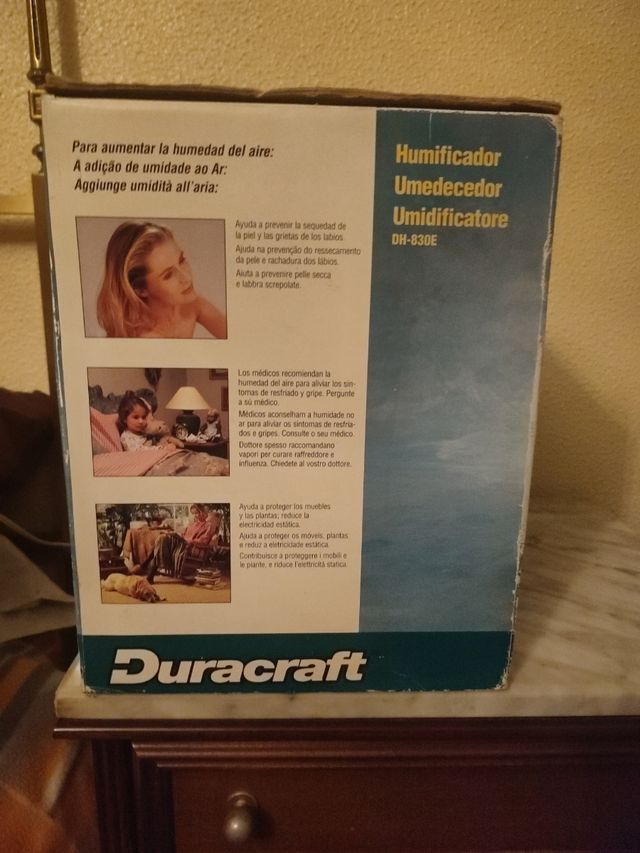 Para aumentar la humedad del aire:
A adição de umidade ao Ar:
Aggiunge umidità all'aria:
Humificador
Umedecedor
Umidificatore
DH-830E
Ayuda a prevenir la sequedad de
la piel y las grietas de los labios.
Ajuda na prevenção do ressecamento
da pele e rachadura dos lábios.
Aiuta a prevenire pelle secca
e labbra screpolate.
Los médicos recomiendan la
humedad del aire para aliviar los sin-
tomas de resfriado y gripe. Pergunte
a sú médico.
Médicos aconselham a humidade no
ar para aliviar os sintomas de resfria-
dos e gripes. Consulte o seu médico.
Dottore spesso raccomandano
vapori per curare raffreddore e
influenza. Chiedete al vostro dottore.
Ayuda a proteger los muebles
y las plantas; reduce la
electricidad estática.
Ajuda a proteger os móveis, plantas
e reduz a eletricidade estática.
Contribuisce a proteggere i mobili e
le piante, e riduce l'elettricità statica.
Duracraft